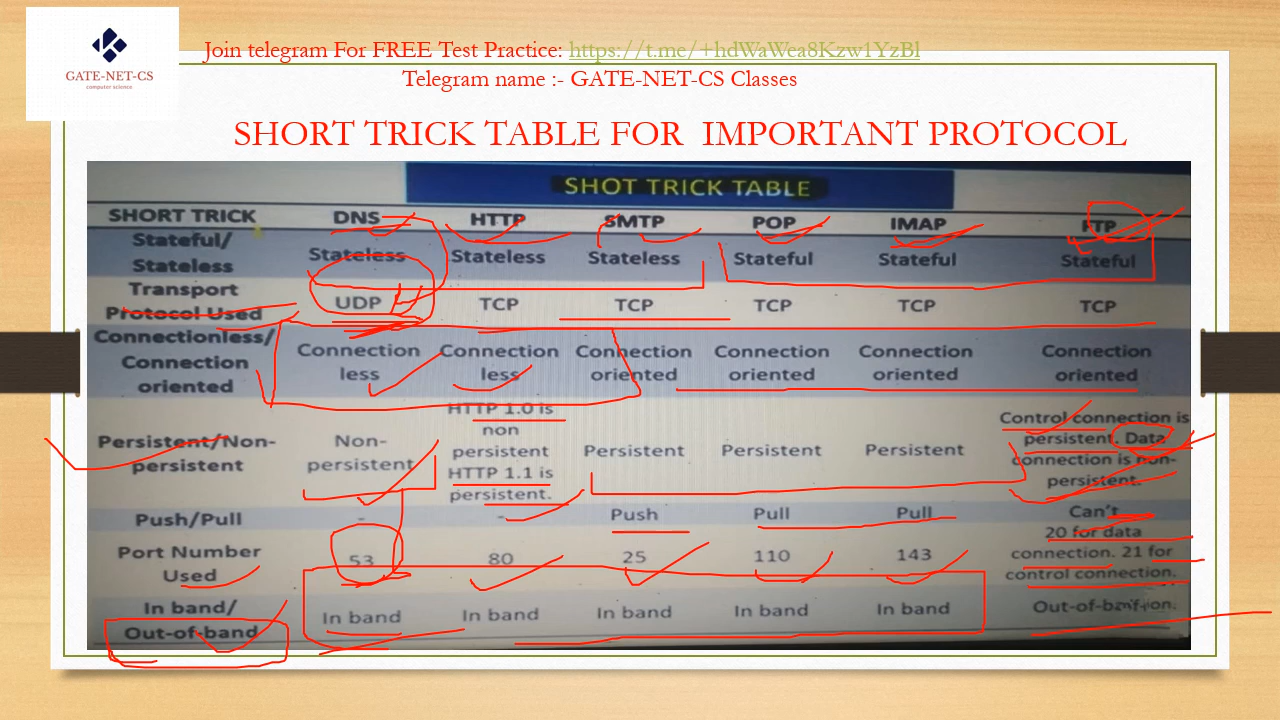 GATE-NET-CS
computer science
Join telegram For FREE Test Practice: https://t.me/+hdWaWea8Kzw1YzBl
Telegram name :- GATE-NET-CS Classes
SHORT TRICK TABLE FOR IMPORTANT PROTOCOL
SHOT TRICK TABLE
SHORT TRICK DNS HTTP SMTP POP IMAP FTP
Stateful/
Stateless Stateless Stateless Stateless Stateful Stateful Stateful
Transport
Protocol Used UDP TCP TCP TCP TCP TCP
Connectionless/
Connection
oriented
Connection
less
Connection
less
Connection
oriented
Connection
oriented
Connection
oriented
Connection
oriented
Persistent/Non-
persistent
Non-
persistent
HTTP 1.0 is
non
persistent
HTTP 1.1 is
persistent.
Persistent Persistent Persistent
Control connection is
persistent. Data
connection is non-
persistent.
Push/Pull - - Push Pull Pull Can't
Port Number
Used
53 80 25 110 143
20 for data
connection. 21 for
control connection.
In band/
Out-of-band
In band In band In band In band In band